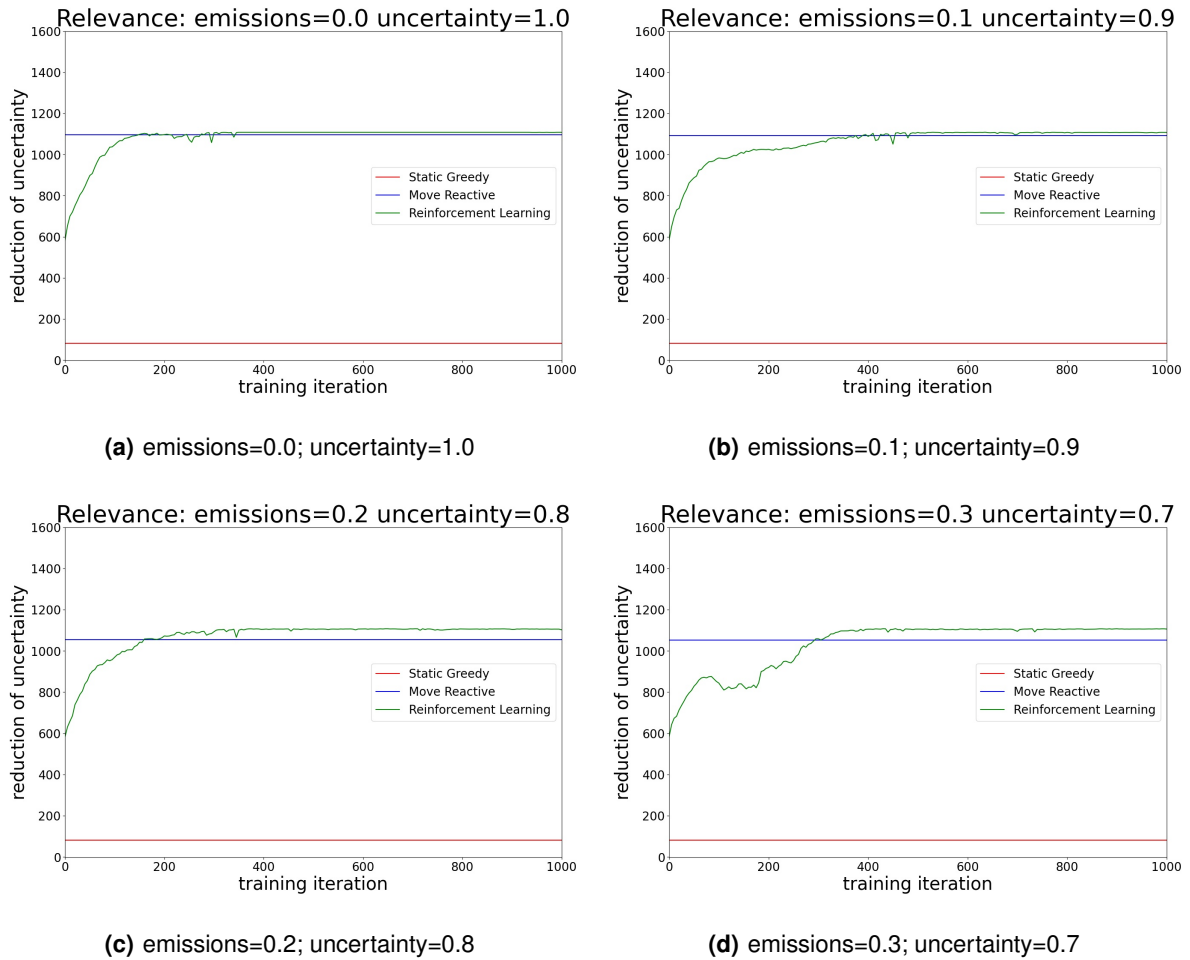 Relevance: emissions=0.0 uncertainty=1.0
1600
1400
1200
1000
800
600
400
200
0
reduction of uncertainty
Static Greedy
Move Reactive
Reinforcement Learning
0 200 400 600 800 1000
training iteration
(a) emissions=0.0; uncertainty=1.0
Relevance: emissions=0.1 uncertainty=0.9
1600
1400
1200
1000
800
600
400
200
0
reduction of uncertainty
Static Greedy
Move Reactive
Reinforcement Learning
0 200 400 600 800 1000
training iteration
(b) emissions=0.1; uncertainty=0.9
Relevance: emissions=0.2 uncertainty=0.8
1600
1400
1200
1000
800
600
400
200
0
reduction of uncertainty
Static Greedy
Move Reactive
Reinforcement Learning
0 200 400 600 800 1000
training iteration
(c) emissions=0.2; uncertainty=0.8
Relevance: emissions=0.3 uncertainty=0.7
1600
1400
1200
1000
800
600
400
200
0
reduction of uncertainty
Static Greedy
Move Reactive
Reinforcement Learning
0 200 400 600 800 1000
training iteration
(d) emissions=0.3; uncertainty=0.7